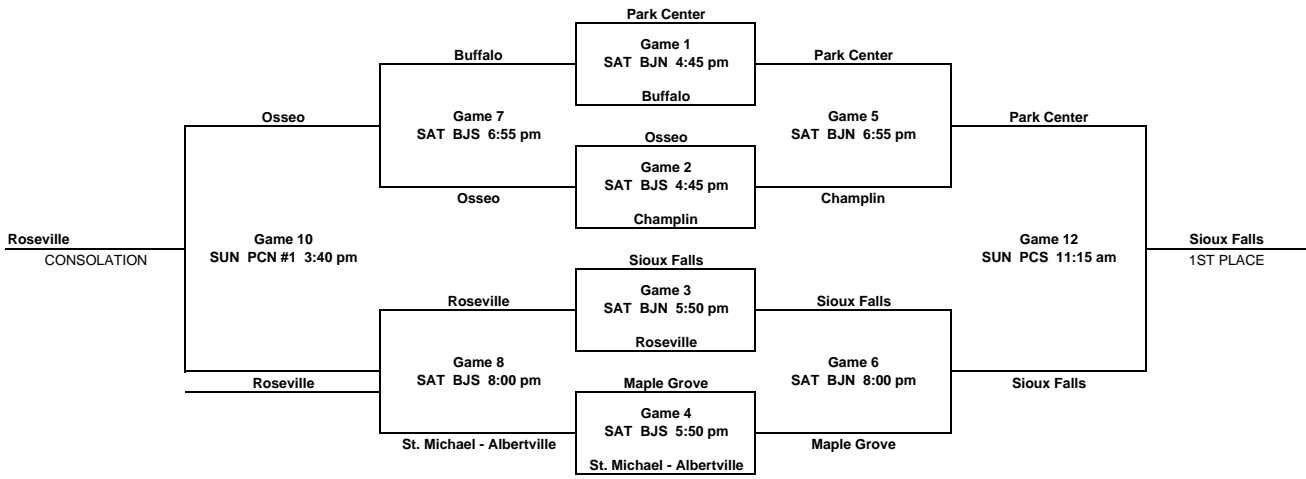 Park Center
Game 1
SAT BJN 4:45 pm
Buffalo
Buffalo
Park Center
Game 7
SAT BJS 6:55 pm
Game 5
SAT BJN 6:55 pm
Osseo
Park Center
Osseo
Game 2
SAT BJS 4:45 pm
Champlin
Osseo
Champlin
Roseville
CONSOLATION
Game 10
SUN PCN #1 3:40 pm
Game 12
SUN PCS 11:15 am
Sioux Falls
1ST PLACE
Sioux Falls
Game 3
SAT BJN 5:50 pm
Roseville
Roseville
Sioux Falls
Game 8
SAT BJS 8:00 pm
Game 6
SAT BJN 8:00 pm
Roseville
Sioux Falls
Maple Grove
Game 4
SAT BJS 5:50 pm
St. Michael - Albertville
St. Michael - Albertville
Maple Grove